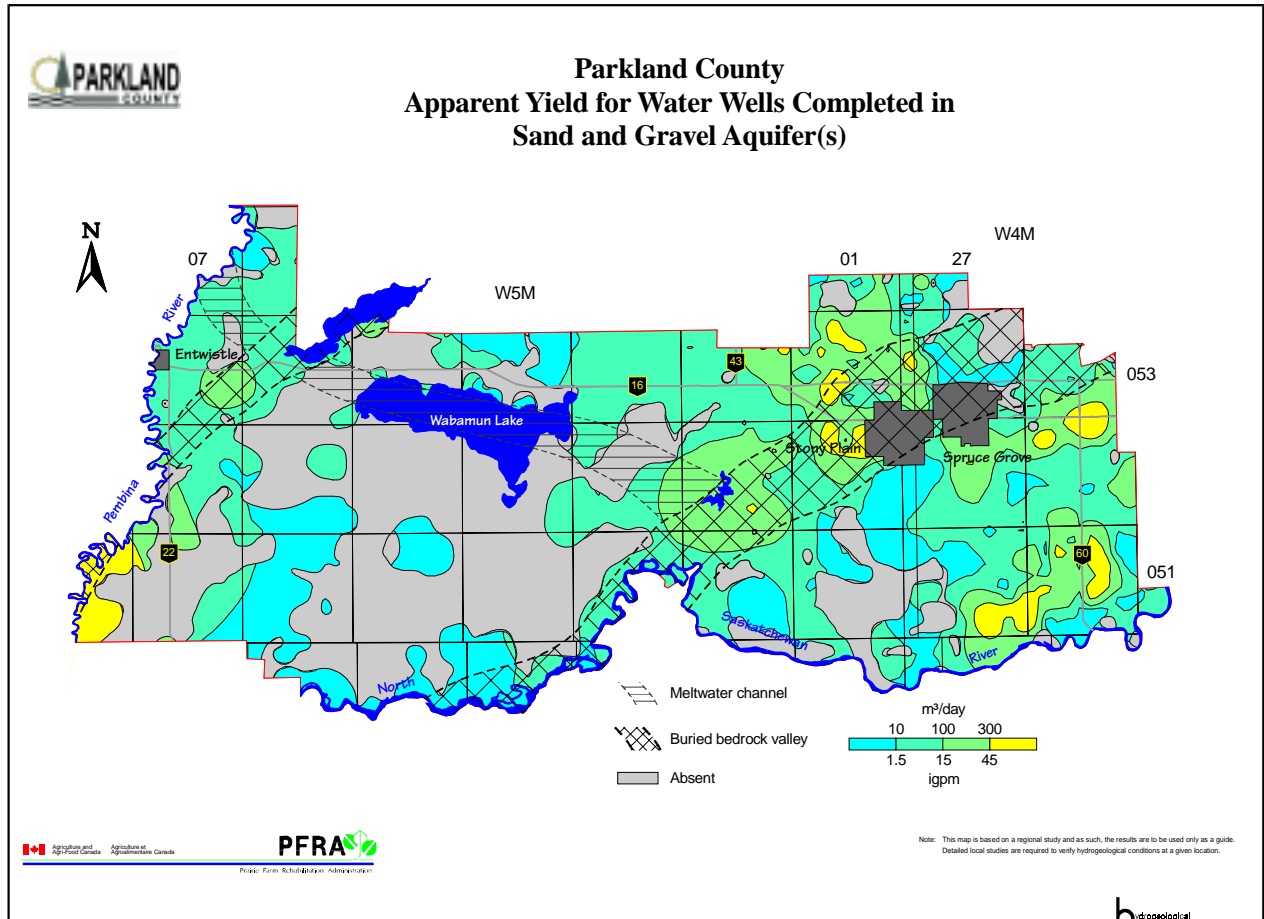 PARKLAND
COUNTY
Parkland County
Apparent Yield for Water Wells Completed in
Sand and Gravel Aquifer(s)
N
07
W5M
01
27
W4M
River
Entwistle
43
16
053
Wabamun Lake
Stony Plain
Spruce Grove
Pembina
22
60
051
Saskatchewan
River
North
Meltwater channel
Buried bedrock valley
Absent
m³/day
10 100 300
1.5 15 45
igpm
Agriculture and
Agri-Food Canada
Agriculture et
Agroalimentaire Canada
PFRA
Prairie Farm Rehabilitation Administration
Note: This map is based on a regional study and as such, the results are to be used only as a guide.
Detailed local studies are required to verify hydrogeological conditions at a given location.
hydrogeological